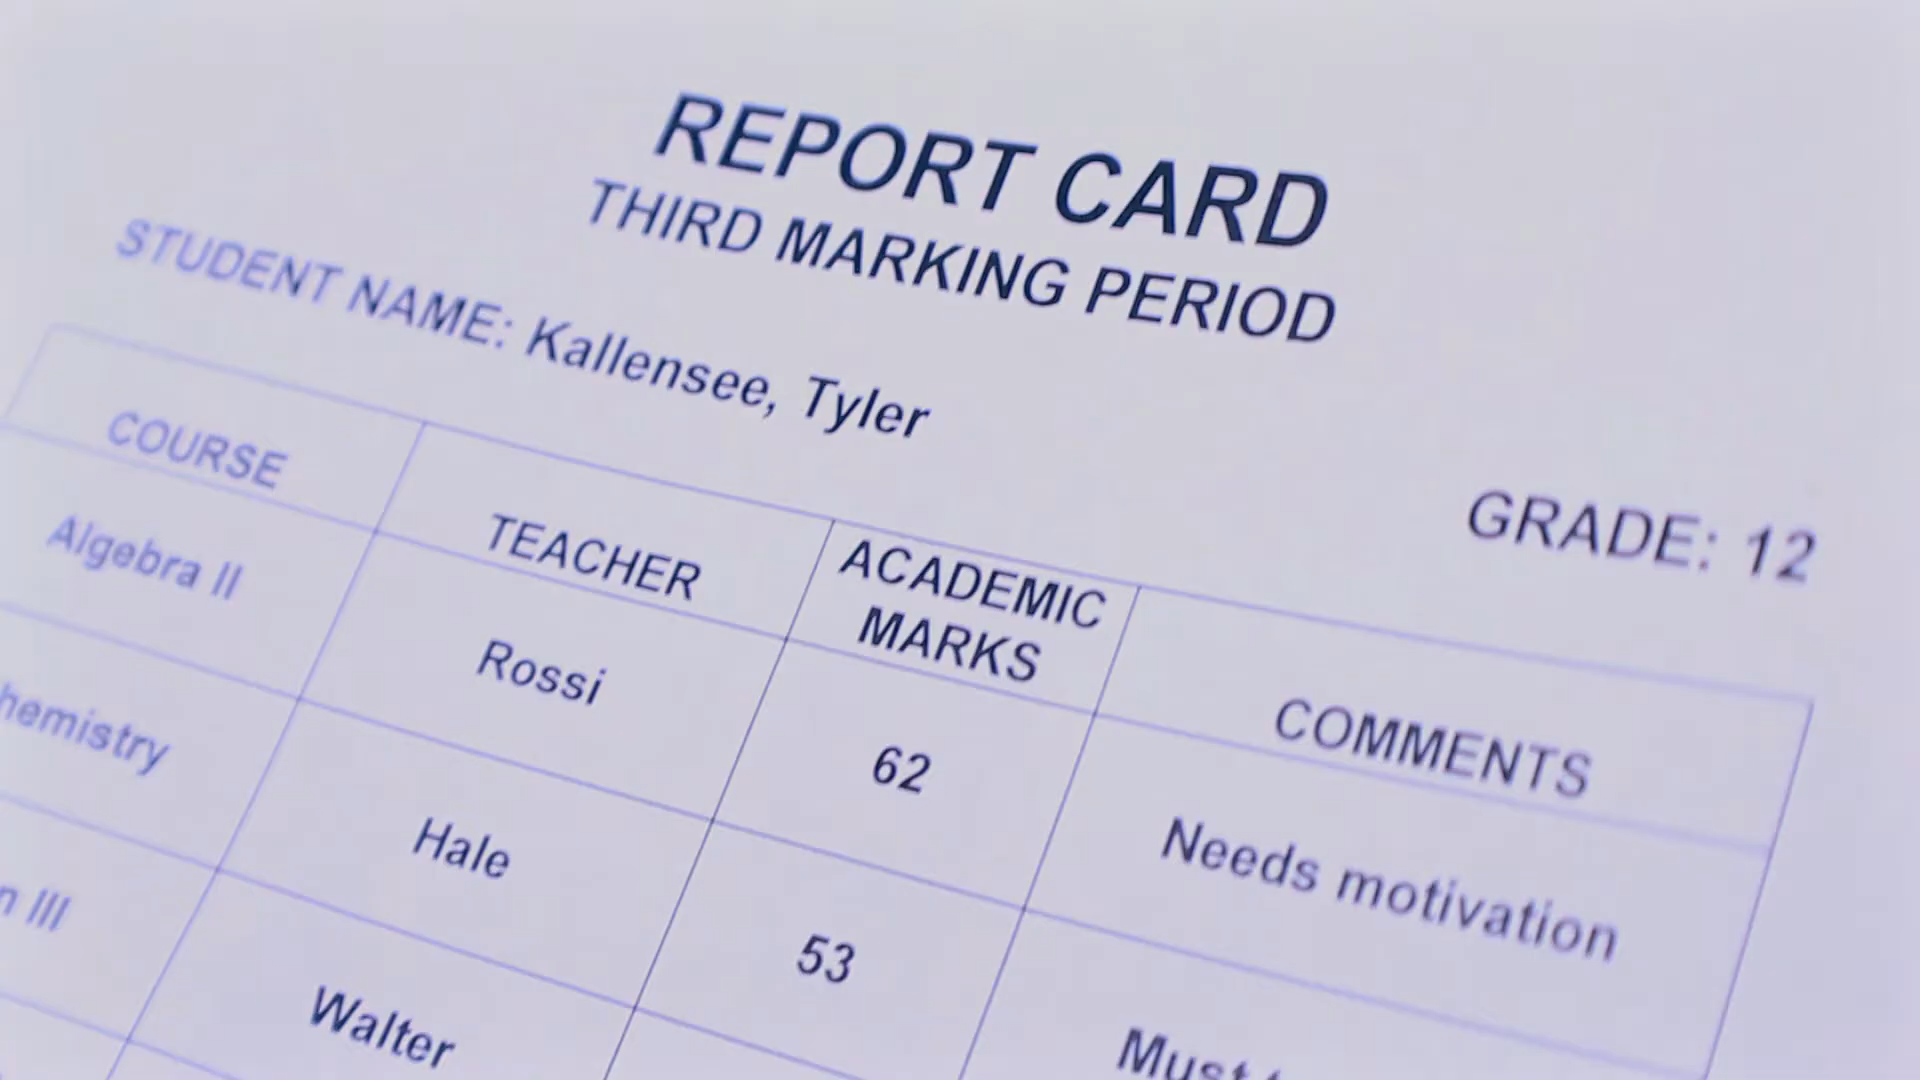 REPORT CARD
THIRD MARKING PERIOD
STUDENT NAME: Kallensee, Tyler
GRADE: 12
COURSE TEACHER ACADEMIC MARKS COMMENTS
Algebra II Rossi 62 Needs motivation
hemistry Hale 53 Must
n III Walter